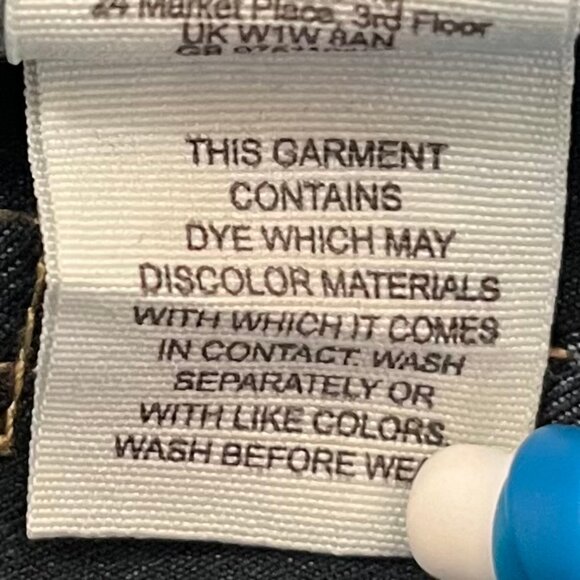 24 Market Place, 3rd Floor
UK W1W 8AN
THIS GARMENT
CONTAINS
DYE WHICH MAY
DISCOLOR MATERIALS
WITH WHICH IT COMES
IN CONTACT. WASH
SEPARATELY OR
WITH LIKE COLORS.
WASH BEFORE WE